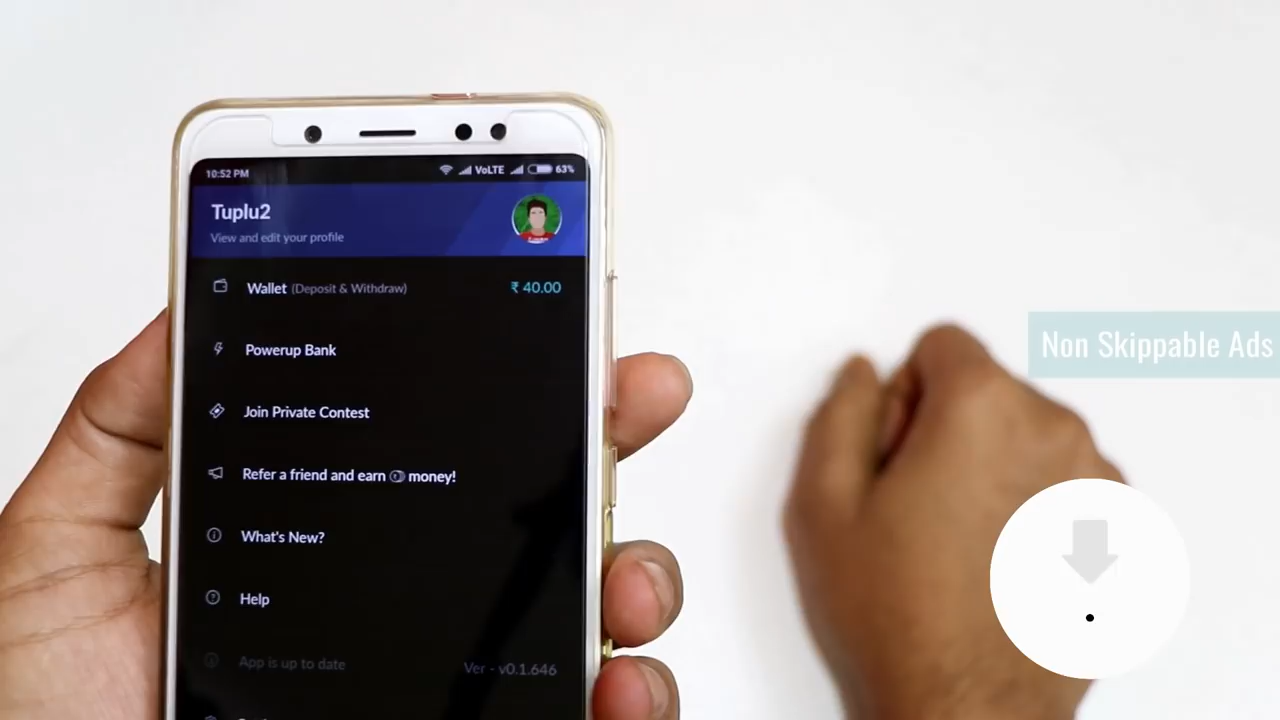 10:52 PM VoLTE 63%
Tuplu2
View and edit your profile
Wallet (Deposit & Withdraw) ₹ 40.00
Powerup Bank
Join Private Contest
Refer a friend and earn money!
What's New?
Help
App is up to date Ver - v0.1.646
Non Skippable Ads